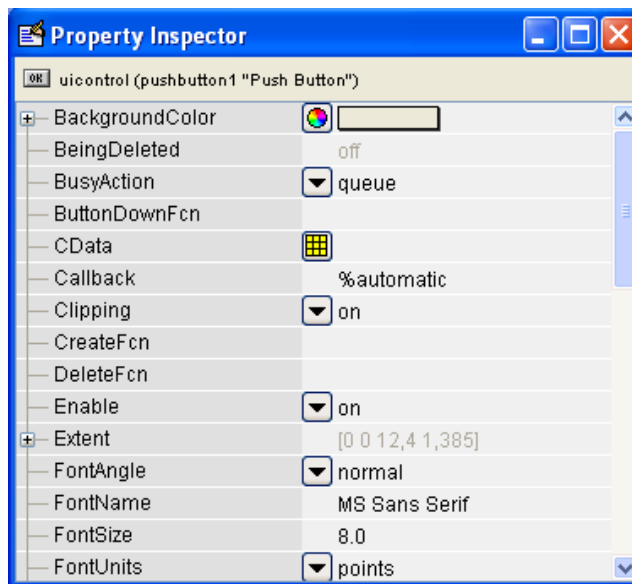 Property Inspector
OK uicontrol (pushbutton1 "Push Button")
BackgroundColor
BeingDeleted off
BusyAction queue
ButtonDownFcn
CData
Callback %automatic
Clipping on
CreateFcn
DeleteFcn
Enable on
Extent [0 0 12,4 1,385]
FontAngle normal
FontName MS Sans Serif
FontSize 8.0
FontUnits points